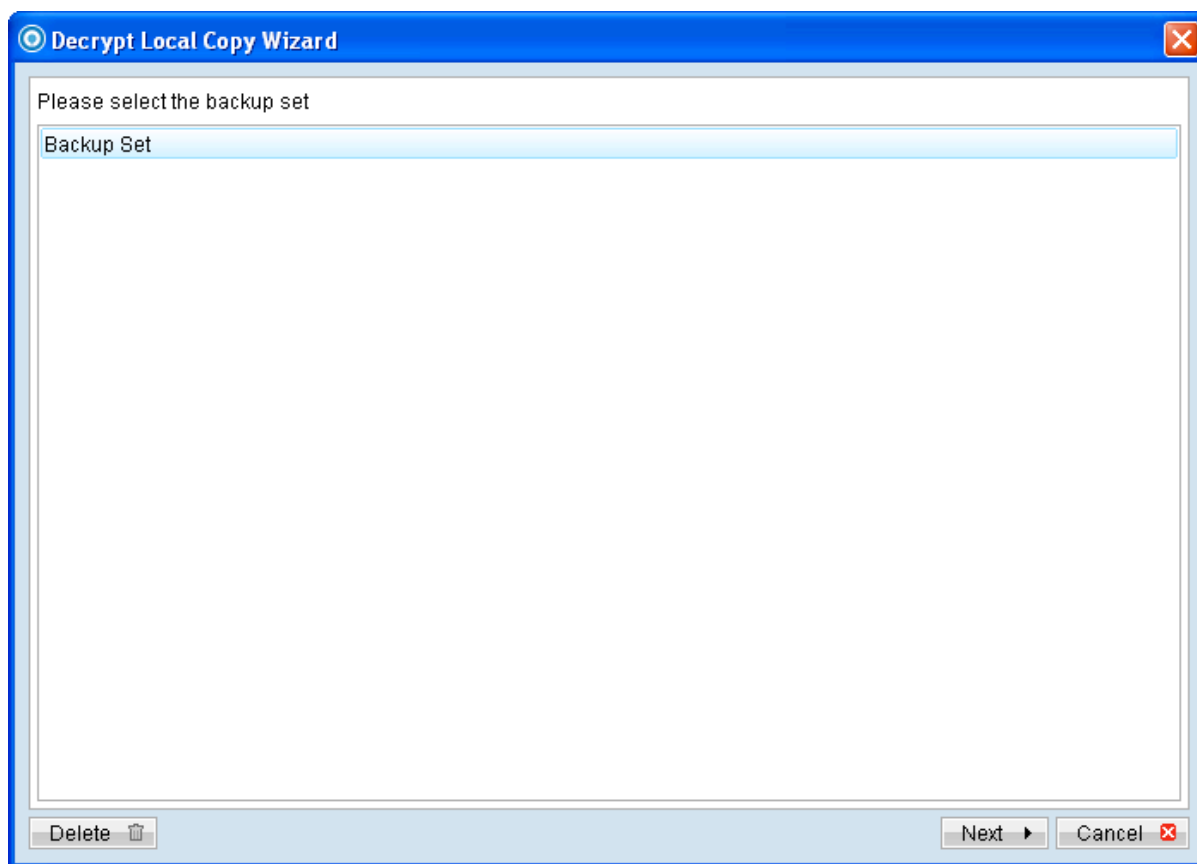 Decrypt Local Copy Wizard
Please select the backup set
Backup Set
Delete
Next
Cancel